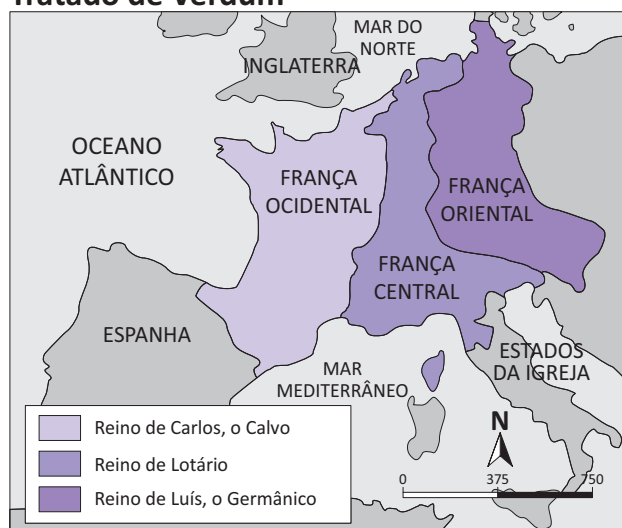 Tratado de Verdum
MAR DO
NORTE
INGLATERRA
OCEANO
ATLÂNTICO
FRANÇA
OCIDENTAL
FRANÇA
ORIENTAL
FRANÇA
CENTRAL
ESPANHA
ESTADOS
DA IGREJA
MAR
MEDITERRÂNEO
N
0 375 750
Reino de Carlos, o Calvo
Reino de Lotário
Reino de Luís, o Germânico